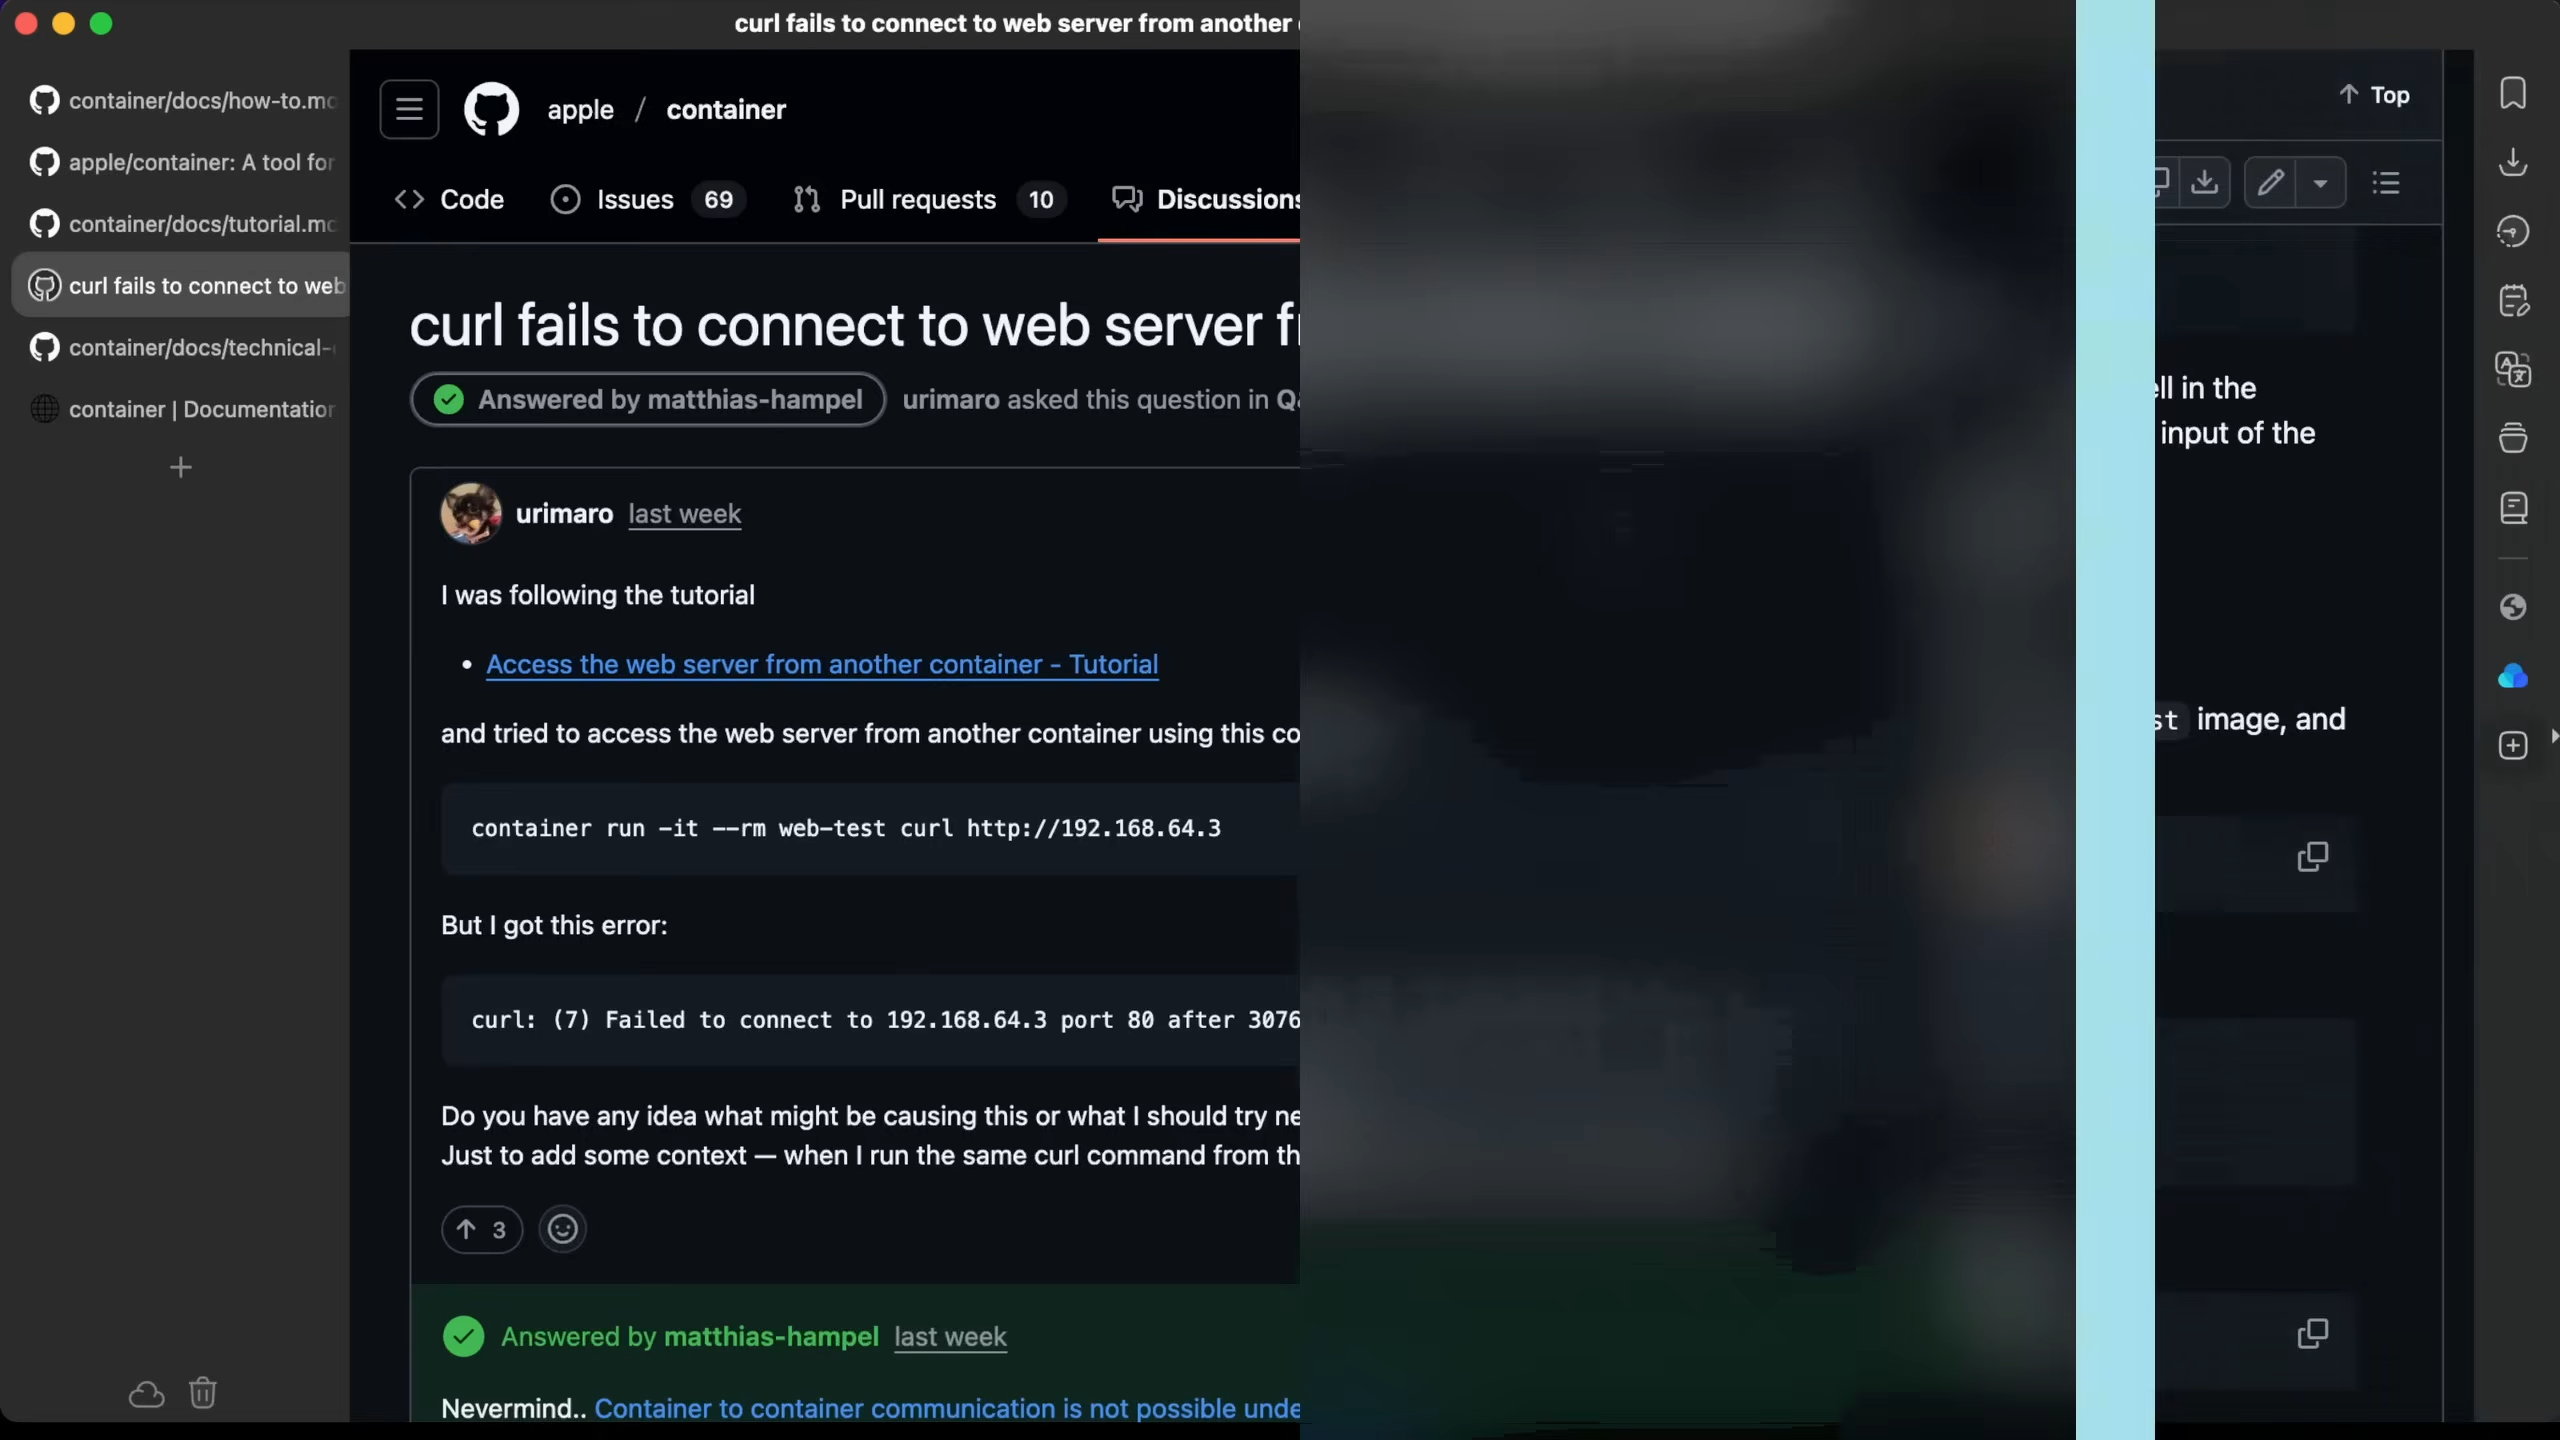 curl fails to connect to web server from another
container/docs/how-to.md
apple/container: A tool for
container/docs/tutorial.md
curl fails to connect to web
container/docs/technical-
container | Documentation
apple / container
Code
Issues 69
Pull requests 10
Discussions
curl fails to connect to web server
Answered by matthias-hampel urimaro asked this question in
urimaro last week
I was following the tutorial
• Access the web server from another container - Tutorial
and tried to access the web server from another container using this co
container run -it --rm web-test curl http://192.168.64.3
But I got this error:
curl: (7) Failed to connect to 192.168.64.3 port 80 after 3076
Do you have any idea what might be causing this or what I should try ne
Just to add some context — when I run the same curl command from th
3
Answered by matthias-hampel last week
Nevermind.. Container to container communication is not possible unde
Top
ll in the
input of the
st image, and